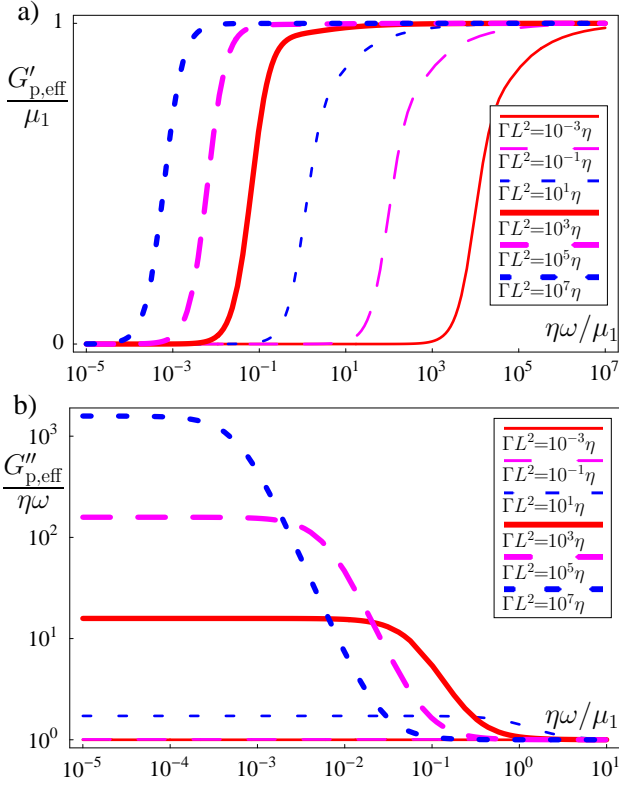 a)
1
G′p,eff
μ₁
0
ΓL²=10⁻³η
ΓL²=10⁻¹η
ΓL²=10¹η
ΓL²=10³η
ΓL²=10⁵η
ΓL²=10⁷η
ηω/μ₁
10⁻⁵ 10⁻³ 10⁻¹ 10¹ 10³ 10⁵ 10⁷
b)
10³
G″p,eff
ηω
10²
10¹
10⁰
ΓL²=10⁻³η
ΓL²=10⁻¹η
ΓL²=10¹η
ΓL²=10³η
ΓL²=10⁵η
ΓL²=10⁷η
ηω/μ₁
10⁻⁵ 10⁻⁴ 10⁻³ 10⁻² 10⁻¹ 10⁰ 10¹